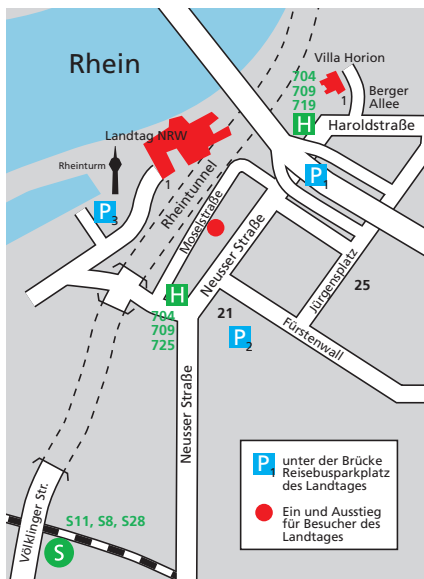 Rhein
Villa Horion
704
709
719
1
Berger
Allee
H
Haroldstraße
Landtag NRW
Rheinturm
1
Rheintunnel
P
1
P
3
Moselstraße
Neusser Straße
Jürgensplatz
25
H
704
709
725
21
P
2
Fürstenwall
Neusser Straße
Völklinger Str.
S11, S8, S28
S
P
1
unter der Brücke
Reisebusparkplatz
des Landtages
Ein und Ausstieg
für Besucher des
Landtages